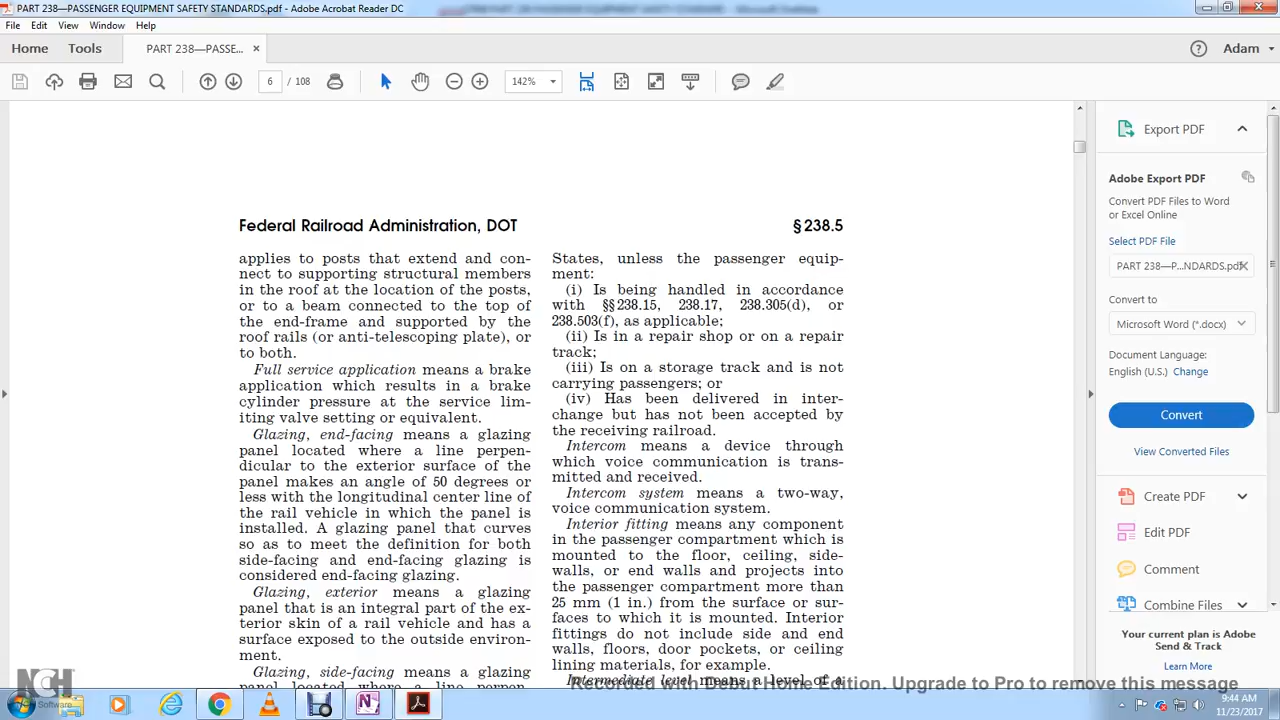 PART 238—PASSENGER EQUIPMENT SAFETY STANDARDS.pdf - Adobe Acrobat Reader DC
File Edit View Window Help
Home Tools PART 238—PASSE... × Adam
6 / 108 142%
Federal Railroad Administration, DOT § 238.5
applies to posts that extend and con-
nect to supporting structural members
in the roof at the location of the posts,
or to a beam connected to the top of
the end-frame and supported by the
roof rails (or anti-telescoping plate), or
to both.
Full service application means a brake
application which results in a brake
cylinder pressure at the service lim-
iting valve setting or equivalent.
Glazing, end-facing means a glazing
panel located where a line perpen-
dicular to the exterior surface of the
panel makes an angle of 50 degrees or
less with the longitudinal center line of
the rail vehicle in which the panel is
installed. A glazing panel that curves
so as to meet the definition for both
side-facing and end-facing glazing is
considered end-facing glazing.
Glazing, exterior means a glazing
panel that is an integral part of the ex-
terior skin of a rail vehicle and has a
surface exposed to the outside environ-
ment.
Glazing, side-facing means a glazing
panel located where a line perpen-
States, unless the passenger equip-
ment:
(i) Is being handled in accordance
with §§ 238.15, 238.17, 238.305(d), or
238.503(f), as applicable;
(ii) Is in a repair shop or on a repair
track;
(iii) Is on a storage track and is not
carrying passengers; or
(iv) Has been delivered in inter-
change but has not been accepted by
the receiving railroad.
Intercom means a device through
which voice communication is trans-
mitted and received.
Intercom system means a two-way,
voice communication system.
Interior fitting means any component
in the passenger compartment which is
mounted to the floor, ceiling, side-
walls, or end walls and projects into
the passenger compartment more than
25 mm (1 in.) from the surface or sur-
faces to which it is mounted. Interior
fittings do not include side and end
walls, floors, door pockets, or ceiling
lining materials, for example.
Intermediate level means a level of a
Export PDF
Adobe Export PDF
Convert PDF Files to Word
or Excel Online
Select PDF File
PART 238—P...NDARDS.pdf
Convert to
Microsoft Word (*.docx)
Document Language:
English (U.S.) Change
Convert
View Converted Files
Create PDF
Edit PDF
Comment
Combine Files
Your current plan is Adobe
Send & Track
Learn More
Recorded with Debut Home Edition. Upgrade to Pro to remove this message
NCH
Software
9:44 AM
11/23/2017